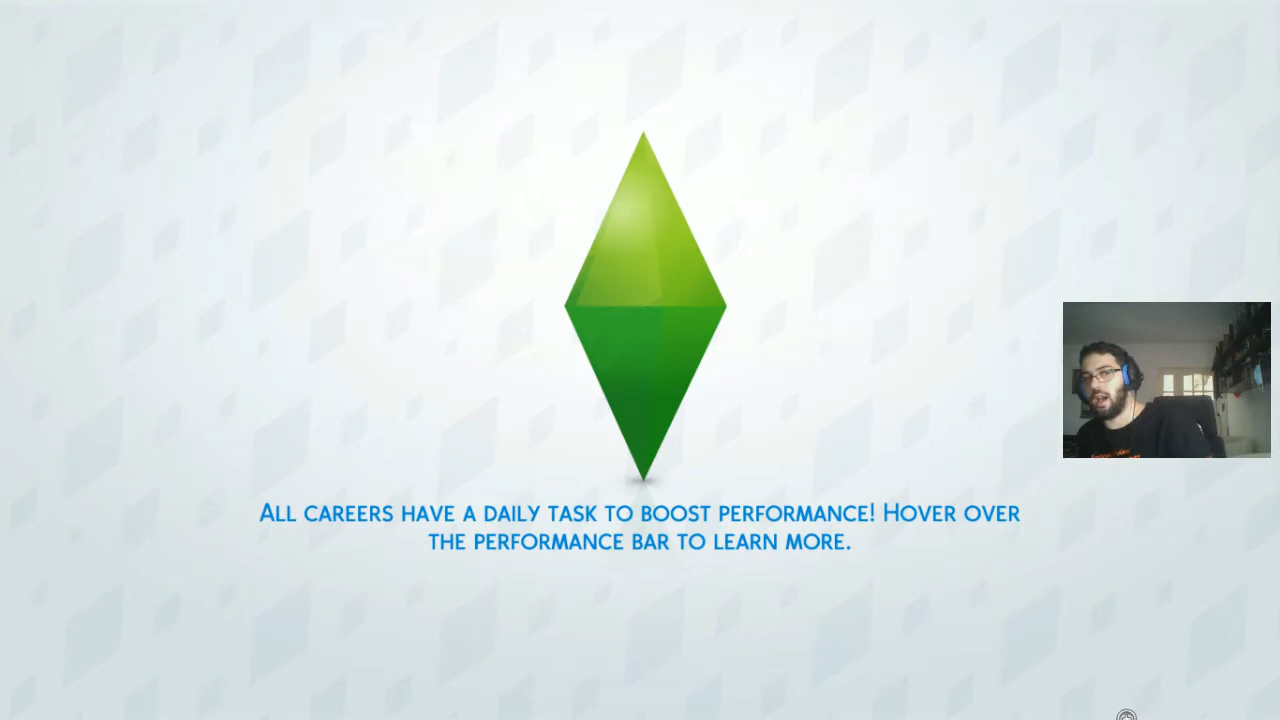 All careers have a daily task to boost performance! Hover over
the performance bar to learn more.